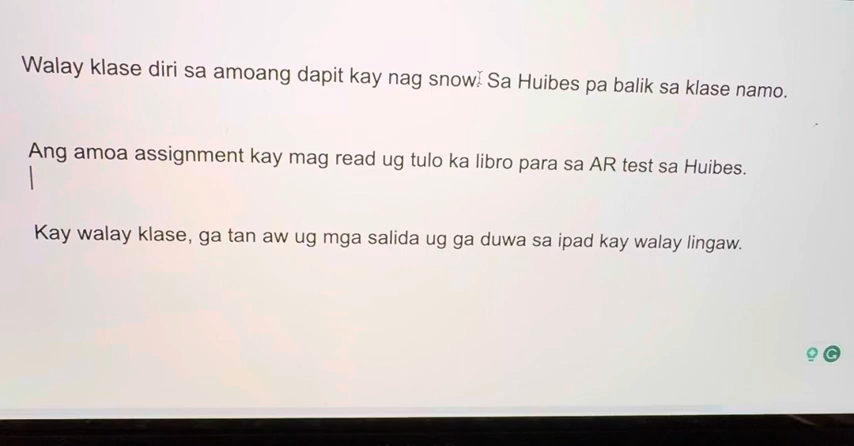 Walay klase diri sa amoang dapit kay nag snow. Sa Huibes pa balik sa klase namo.
Ang amoa assignment kay mag read ug tulo ka libro para sa AR test sa Huibes.
Kay walay klase, ga tan aw ug mga salida ug ga duwa sa ipad kay walay lingaw.